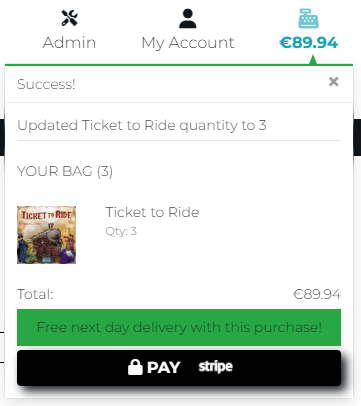 Admin My Account €89.94
Success! ×
Updated Ticket to Ride quantity to 3
YOUR BAG (3)
TICKET TO RIDE
Ticket to Ride
Qty: 3
Total: €89.94
Free next day delivery with this purchase!
PAY stripe